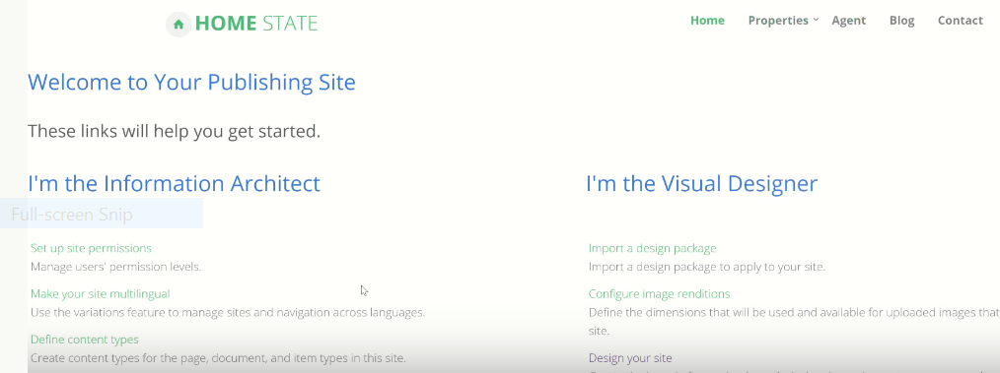 HOME STATE
Home Properties Agent Blog Contact
Welcome to Your Publishing Site
These links will help you get started.
I'm the Information Architect
Full-screen Snip
Set up site permissions
Manage users' permission levels.
Make your site multilingual
Use the variations feature to manage sites and navigation across languages.
Define content types
Create content types for the page, document, and item types in this site.
I'm the Visual Designer
Import a design package
Import a design package to apply to your site.
Configure image renditions
Define the dimensions that will be used and available for uploaded images that
site.
Design your site